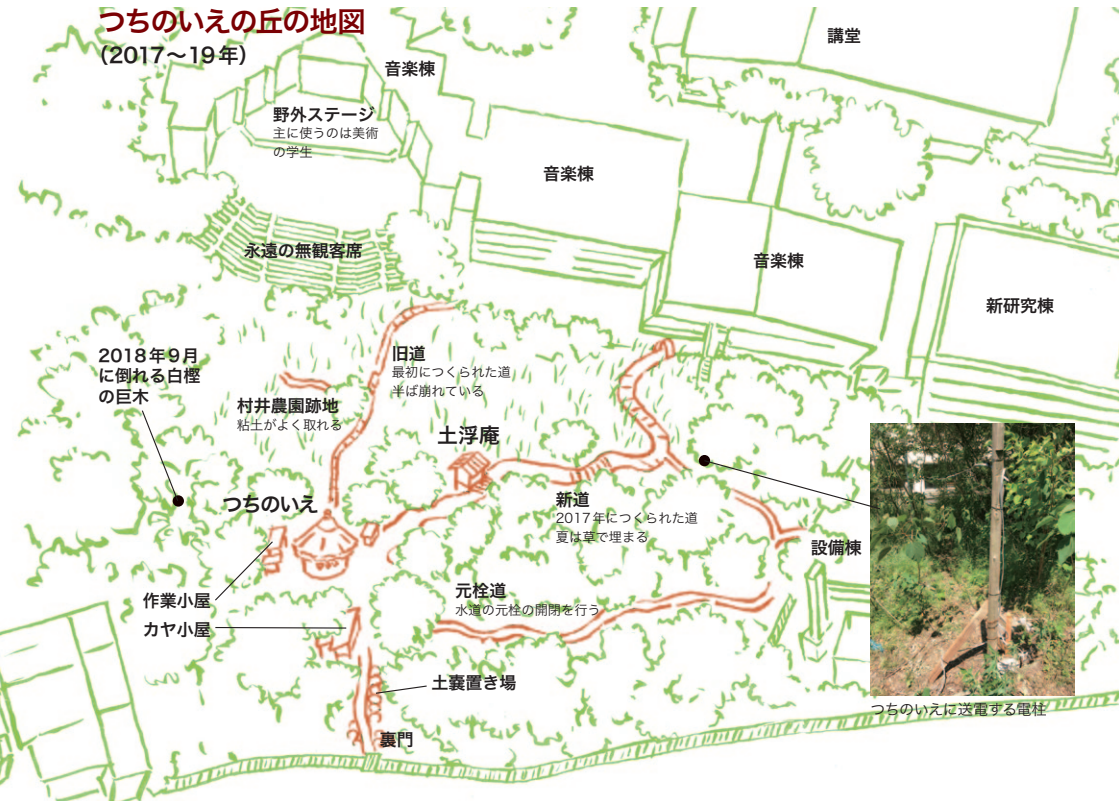 つちのいえの丘の地図
(2017〜19年)
講堂
音楽棟
野外ステージ
主に使うのは美術
の学生
音楽棟
永遠の無観客席
音楽棟
新研究棟
2018年9月
に倒れる白樫
の巨木
旧道
最初につくられた道
半ば崩れている
村井農園跡地
粘土がよく取れる
土浮庵
つちのいえ
新道
2017年につくられた道
夏は草で埋まる
設備棟
元栓道
水道の元栓の開閉を行う
作業小屋
カヤ小屋
土嚢置き場
つちのいえに送電する電柱
裏門